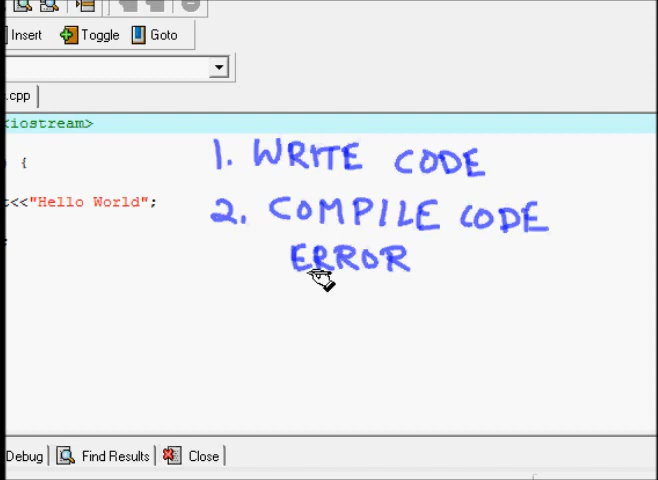 Insert Toggle Goto
.cpp
<iostream>
1. WRITE CODE
{
2. COMPILE CODE
<<"Hello World";
ERROR
;
Debug Find Results Close